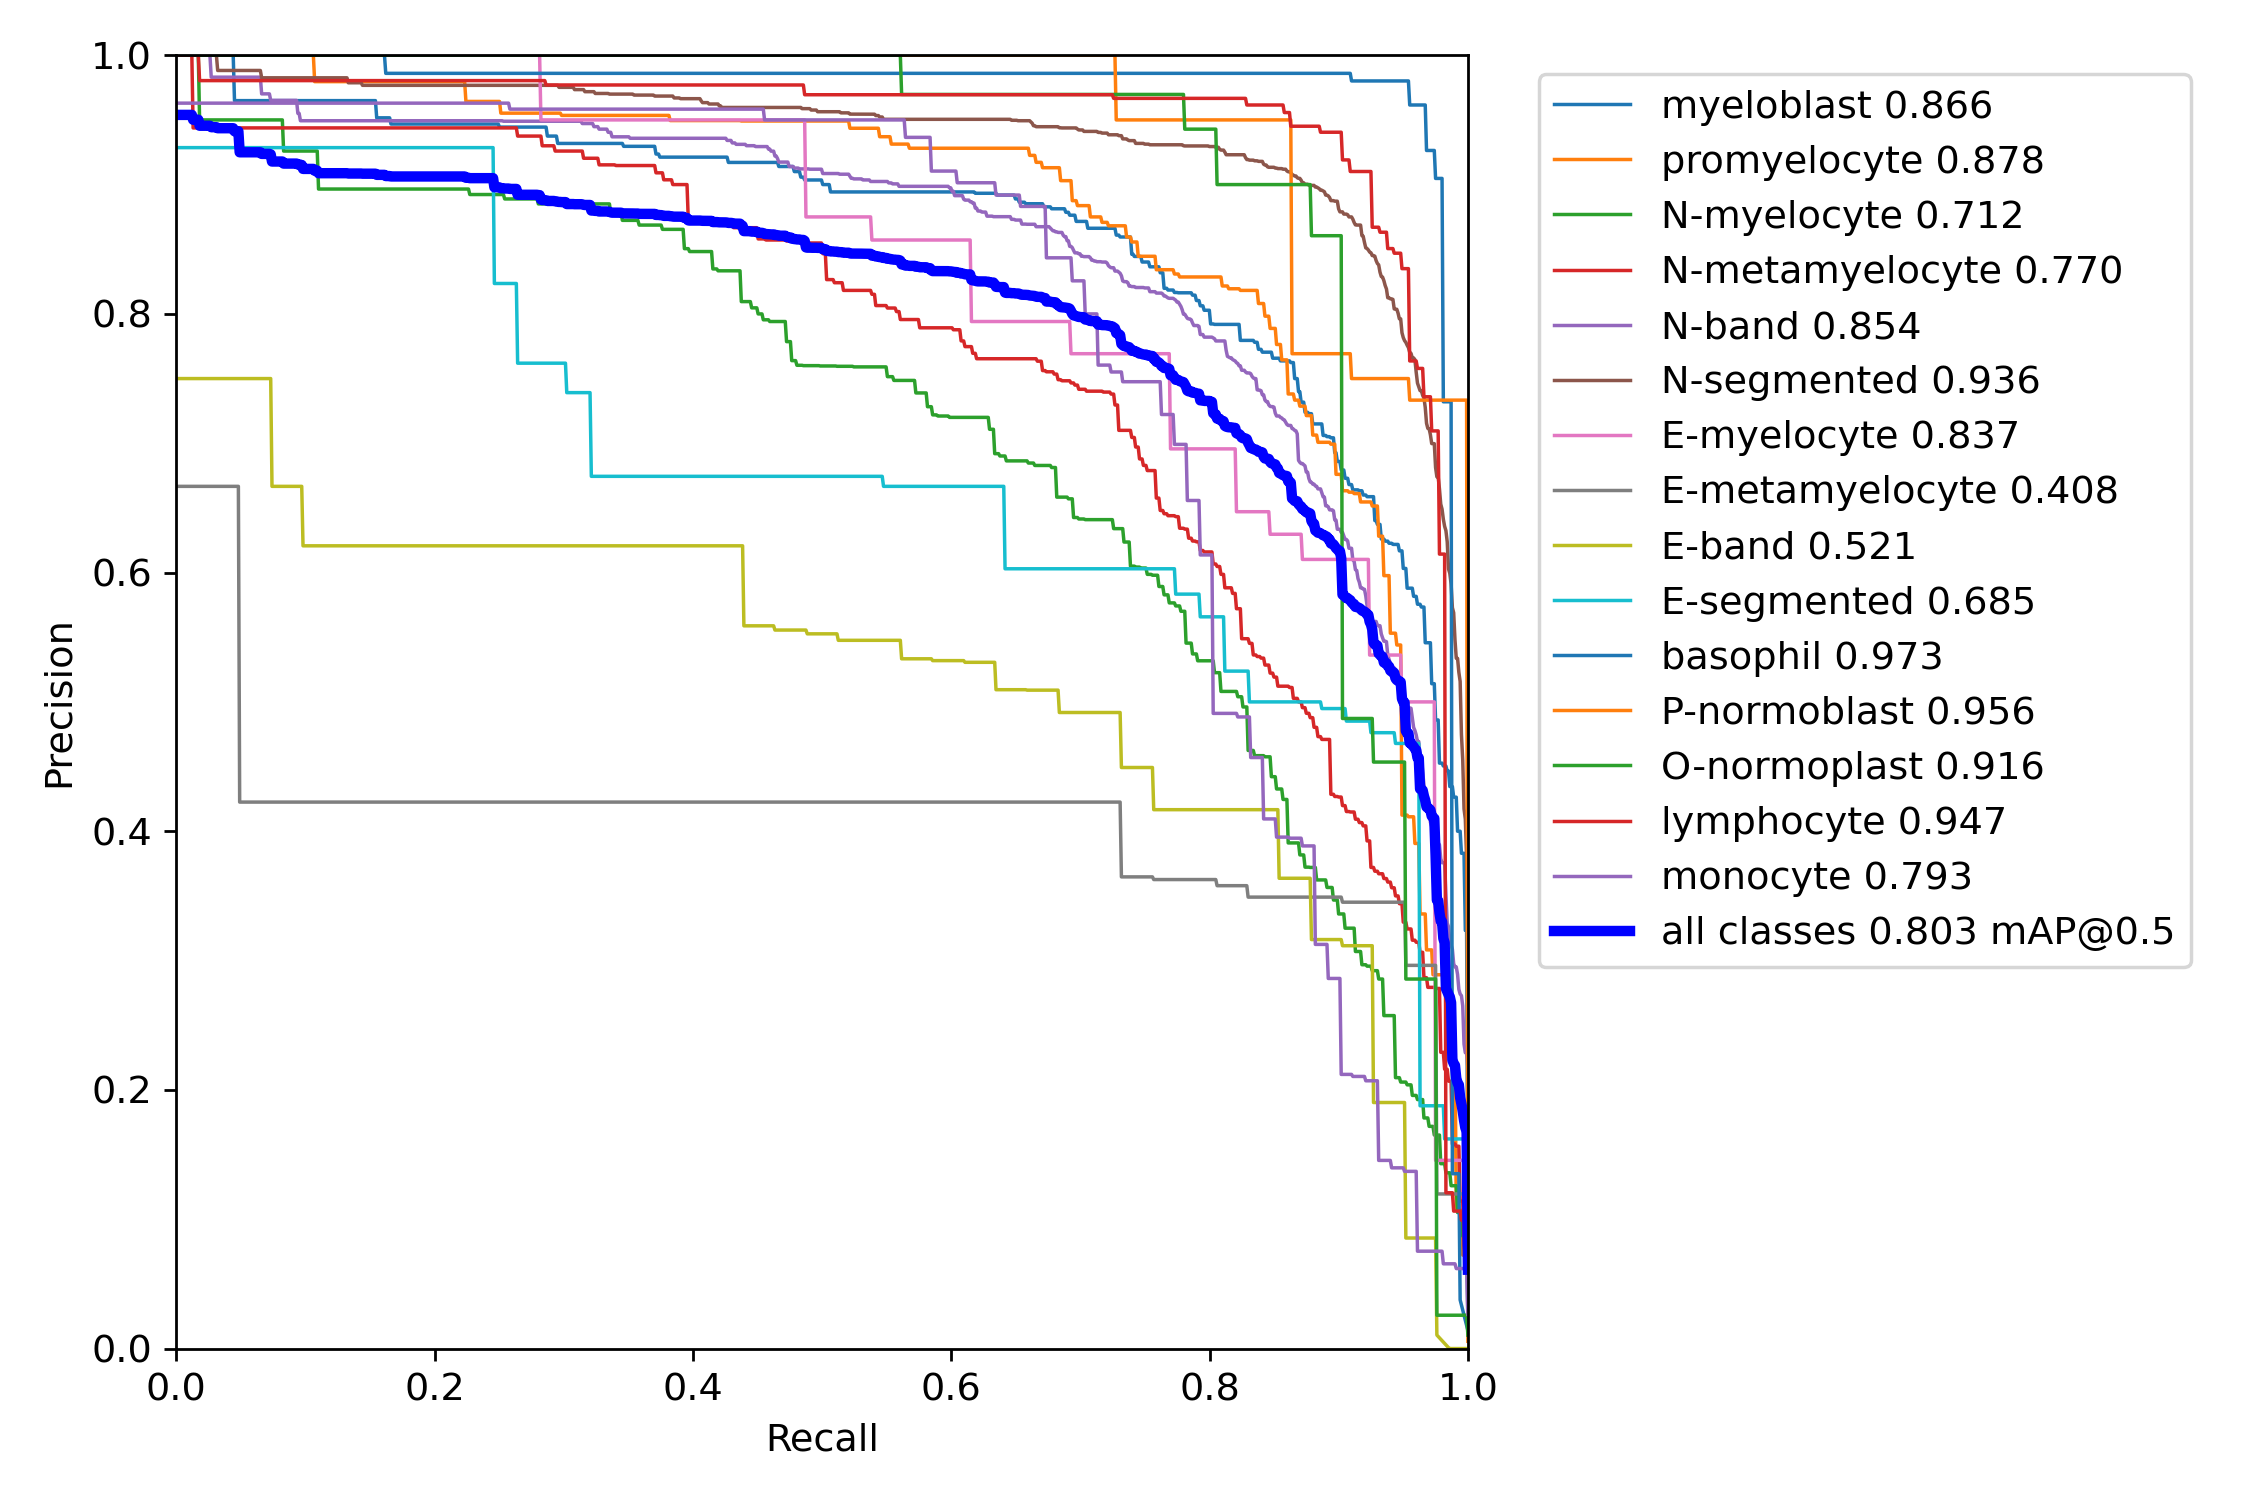 1.0
0.8
0.6
0.4
0.2
0.0
Precision
0.0 0.2 0.4 0.6 0.8 1.0
Recall
myeloblast 0.866
promyelocyte 0.878
N-myelocyte 0.712
N-metamyelocyte 0.770
N-band 0.854
N-segmented 0.936
E-myelocyte 0.837
E-metamyelocyte 0.408
E-band 0.521
E-segmented 0.685
basophil 0.973
P-normoblast 0.956
O-normoplast 0.916
lymphocyte 0.947
monocyte 0.793
all classes 0.803 mAP@0.5